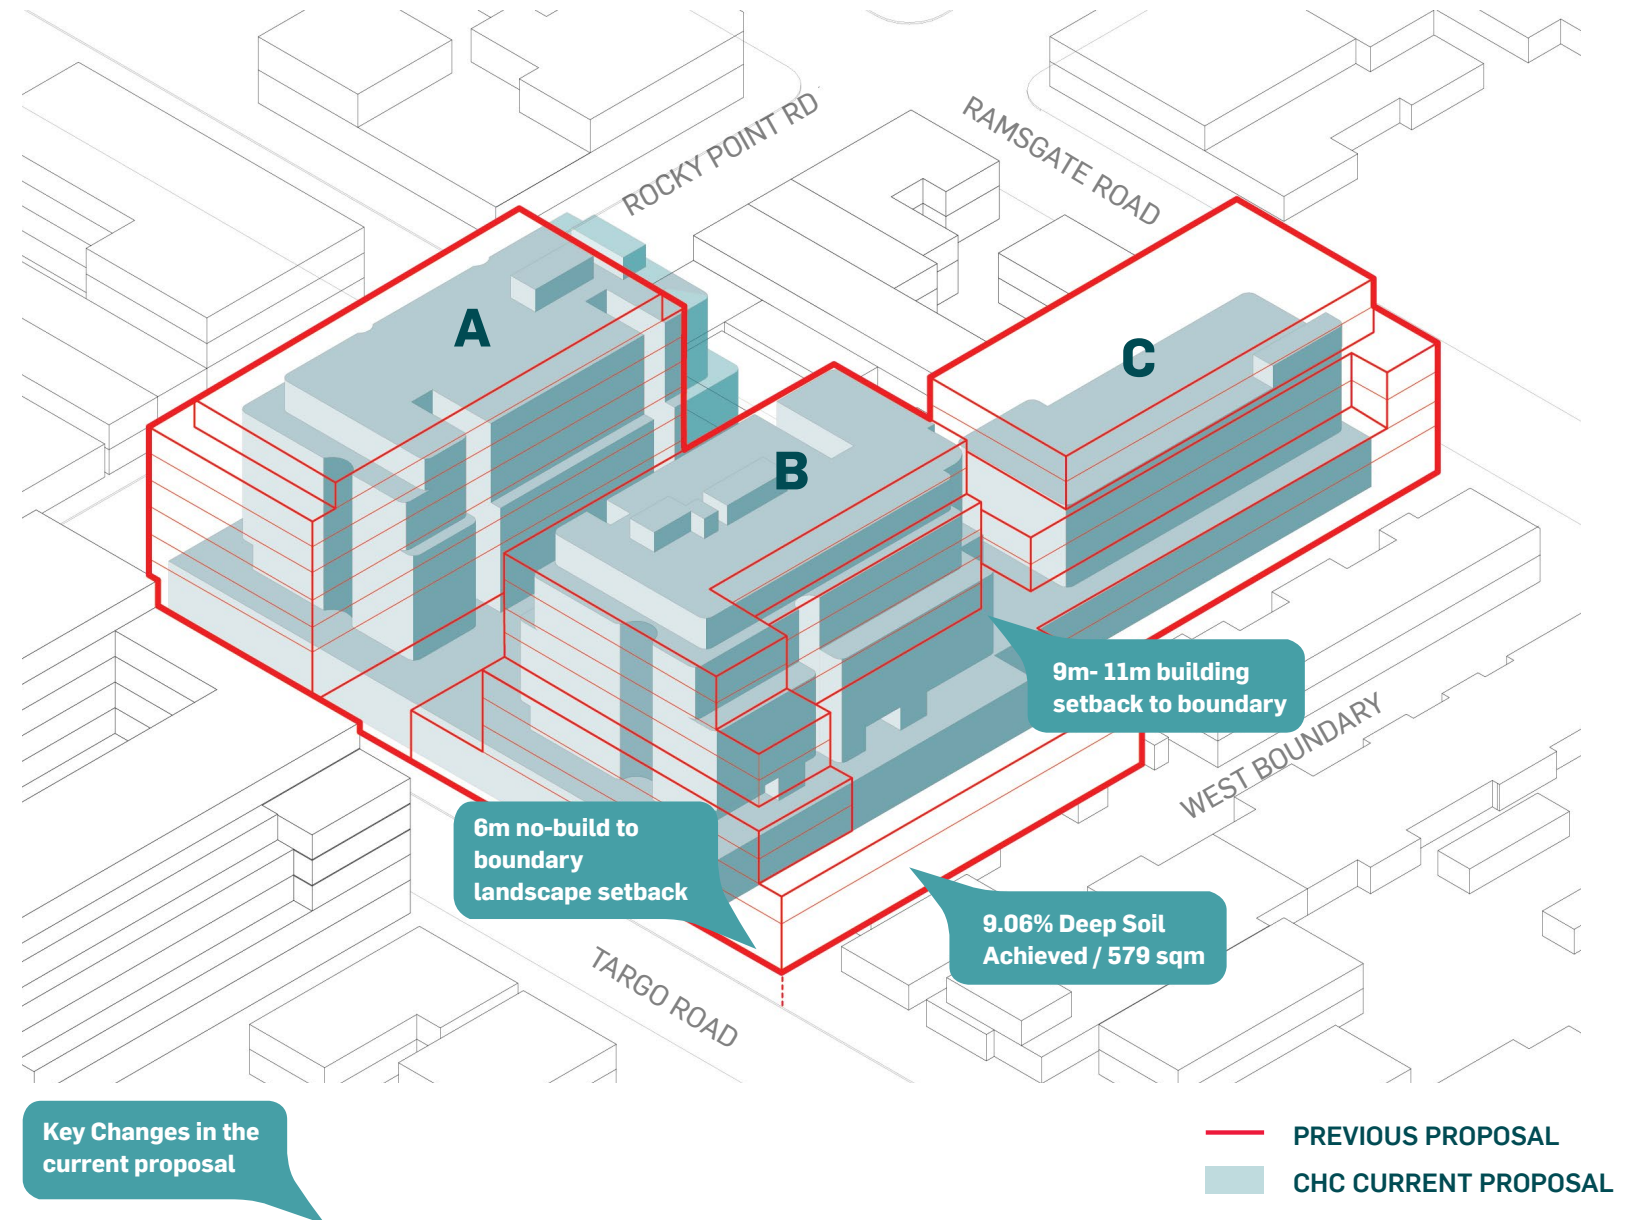 ROCKY POINT RD
RAMSGATE ROAD
A
C
B
9m- 11m building
setback to boundary
WEST BOUNDARY
6m no-build to
boundary
landscape setback
9.06% Deep Soil
Achieved / 579 sqm
TARGO ROAD
Key Changes in the
current proposal
PREVIOUS PROPOSAL
CHC CURRENT PROPOSAL